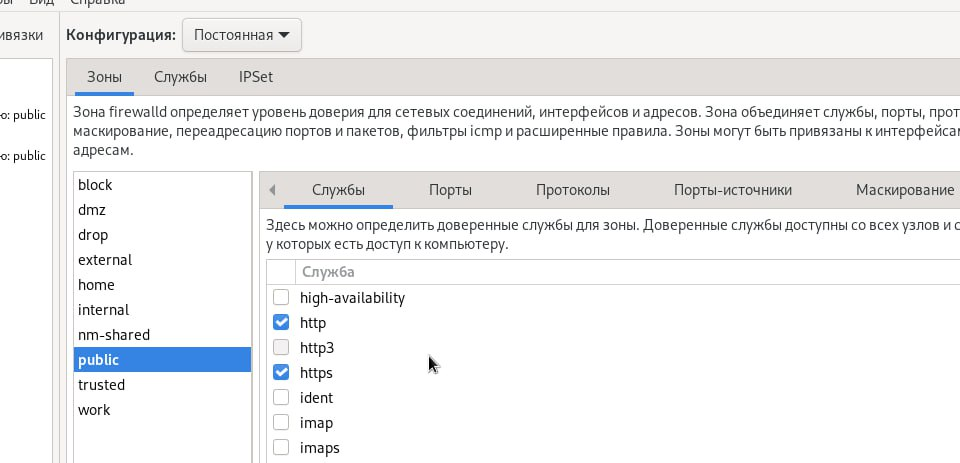 Вид Справка
Конфигурация: Постоянная
Зоны Службы IPSet
Зона firewalld определяет уровень доверия для сетевых соединений, интерфейсов и адресов. Зона объединяет службы, порты,
маскирование, переадресацию портов и пакетов, фильтры icmp и расширенные правила. Зоны могут быть привязаны к
адресам.
public
public
block
dmz
drop
external
home
internal
nm-shared
public
trusted
work
Службы Порты Протоколы Порты-источники Маскирование
Здесь можно определить доверенные службы для зоны. Доверенные службы доступны со всех узлов и
у которых есть доступ к компьютеру.
Служба
high-availability
http
http3
https
ident
imap
imaps